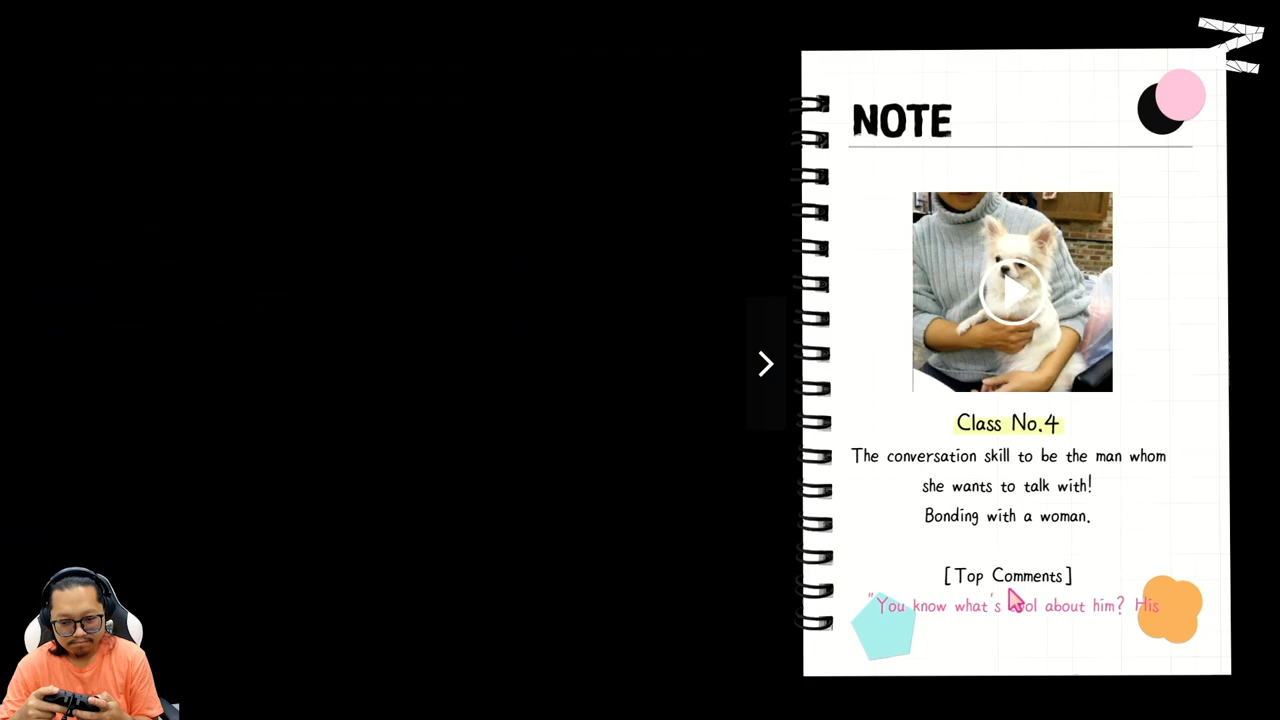 NOTE
Class No.4
The conversation skill to be the man whom
she wants to talk with!
Bonding with a woman.
[Top Comments]
"You know what's cool about him? His